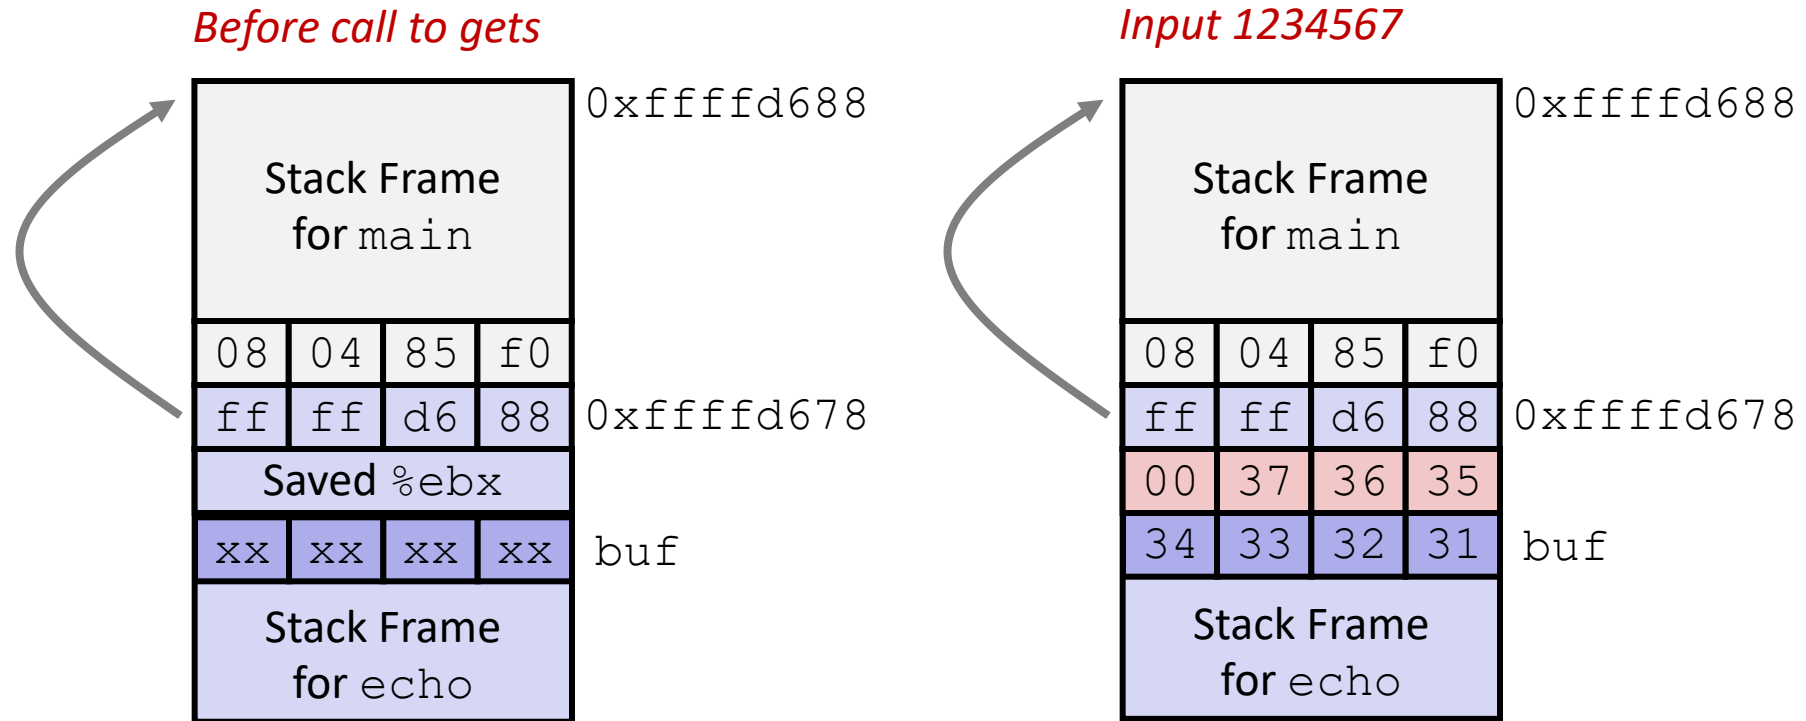 Before call to gets
0xffffd688
Stack Frame
for main
08 04 85 f0
ff ff d6 88 0xffffd678
Saved %ebx
xx xx xx xx buf
Stack Frame
for echo
Input 1234567
0xffffd688
Stack Frame
for main
08 04 85 f0
ff ff d6 88 0xffffd678
00 37 36 35
34 33 32 31 buf
Stack Frame
for echo